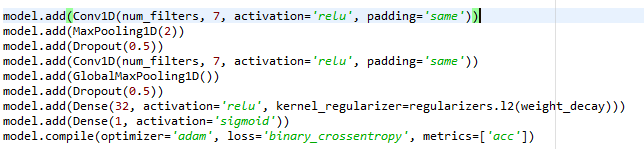 model.add(Conv1D(num_filters, 7, activation='relu', padding='same'))
model.add(MaxPooling1D(2))
model.add(Dropout(0.5))
model.add(Conv1D(num_filters, 7, activation='relu', padding='same'))
model.add(GlobalMaxPooling1D())
model.add(Dropout(0.5))
model.add(Dense(32, activation='relu', kernel_regularizer=regularizers.l2(weight_decay)))
model.add(Dense(1, activation='sigmoid'))
model.compile(optimizer='adam', loss='binary_crossentropy', metrics=['acc'])